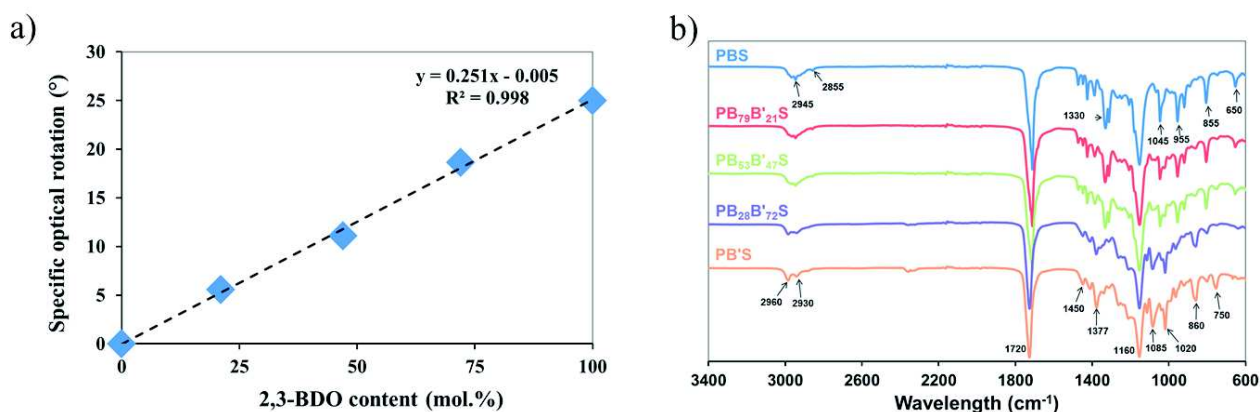 a)
y = 0.251x - 0.005
R² = 0.998
Specific optical rotation (°)
30
25
20
15
10
5
0
0 25 50 75 100
2,3-BDO content (mol.%)
b)
PBS
2945
2855
1330
1045
955
855
650
PB₇₉B'₂₁S
PB₅₃B'₄₇S
PB₂₈B'₇₂S
PB'S
2960
2930
1720
1450
1377
1160
1085
1020
860
750
3400 3000 2600 2200 1800 1400 1000 600
Wavelength (cm⁻¹)